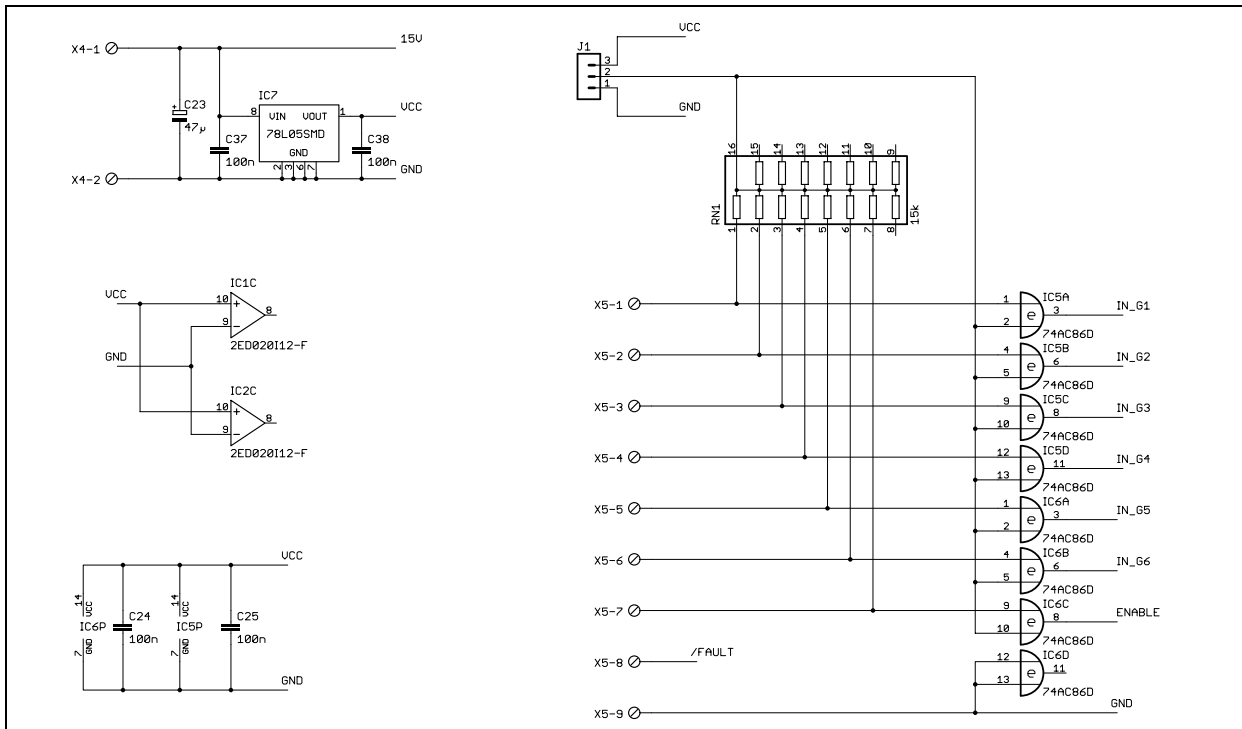 X4-1
15V
+
C23
47µ
C37
100n
IC7
8
VIN
VOUT
1
78L05SMD
GND
2
3
6
7
VCC
C38
100n
GND
X4-2
VCC
GND
IC1C
10
+
9
−
8
2ED020I12-F
IC2C
10
+
9
−
8
2ED020I12-F
VCC
14
VCC
IC6P
7
GND
C24
100n
14
VCC
IC5P
7
GND
C25
100n
GND
J1
3
2
1
VCC
GND
16
15
14
13
12
11
10
9
RN1
15k
1
2
3
4
5
6
7
8
X5-1
1
2
IC5A
e
3
74AC86D
IN_G1
X5-2
4
5
IC5B
e
6
74AC86D
IN_G2
X5-3
9
10
IC5C
e
8
74AC86D
IN_G3
X5-4
12
13
IC5D
e
11
74AC86D
IN_G4
X5-5
1
2
IC6A
e
3
74AC86D
IN_G5
X5-6
4
5
IC6B
e
6
74AC86D
IN_G6
X5-7
9
10
IC6C
e
8
74AC86D
ENABLE
X5-8
/FAULT
12
13
IC6D
e
11
74AC86D
X5-9
GND